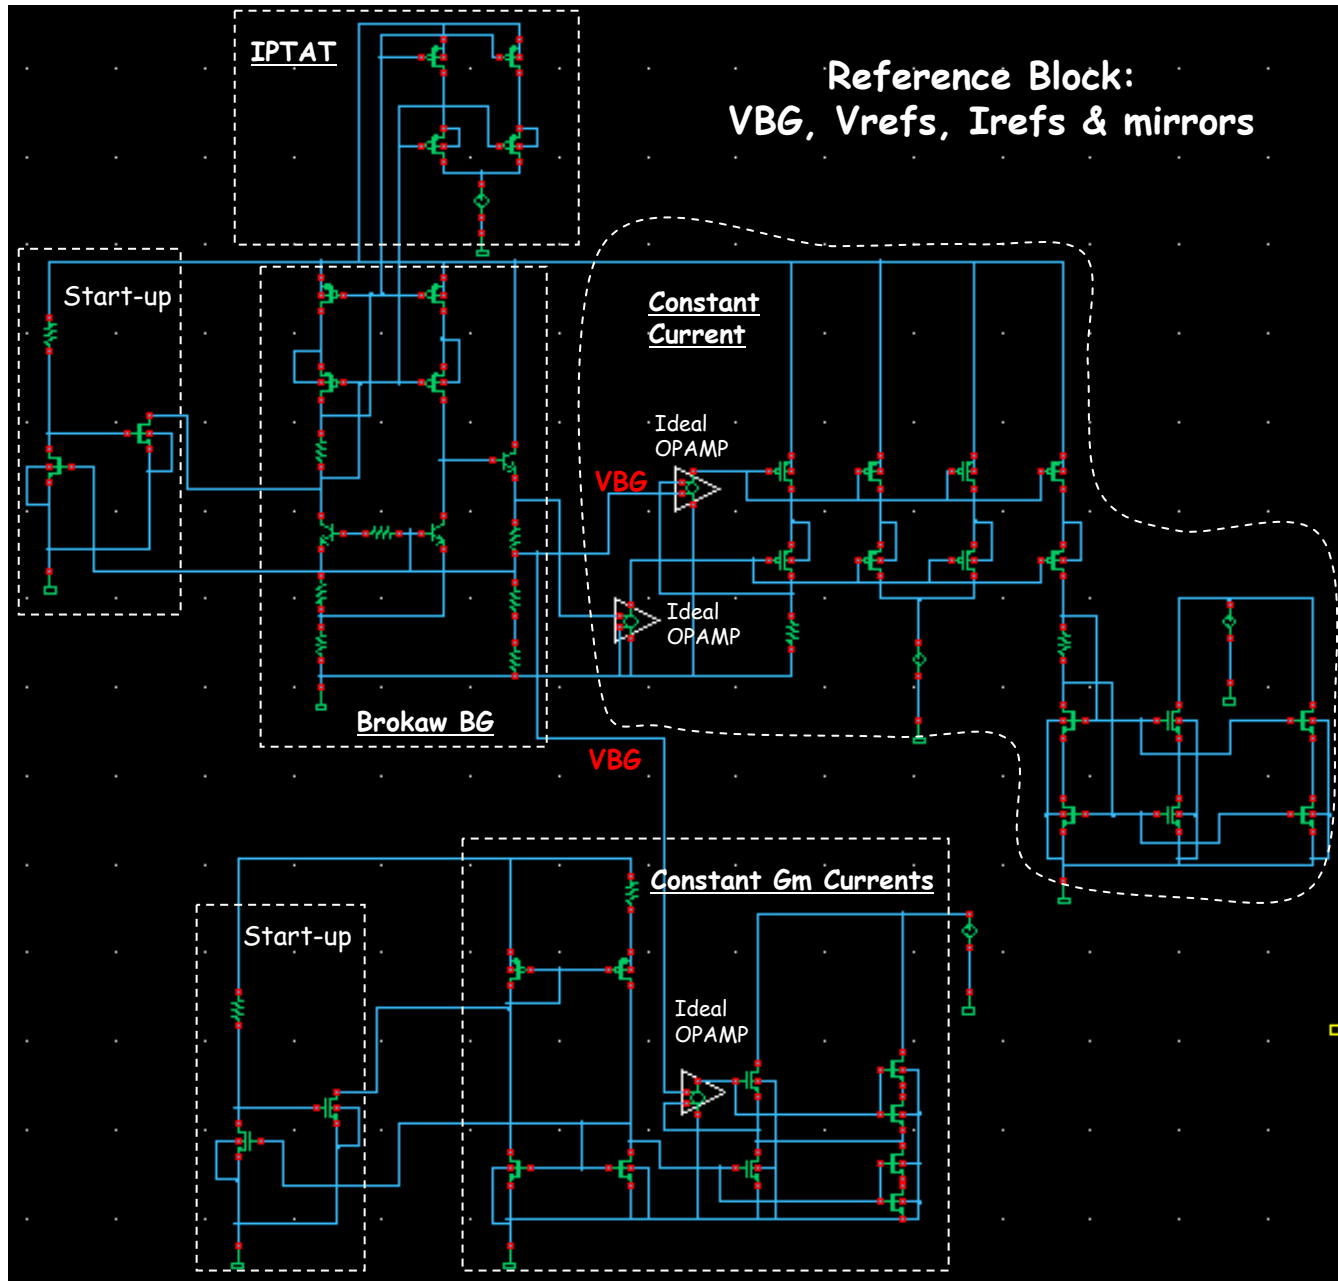 IPTAT
Reference Block:
VBG, Vrefs, Irefs & mirrors
Start-up
Constant
Current
Ideal
OPAMP
VBG
Ideal
OPAMP
Brokaw BG
VBG
Constant Gm Currents
Start-up
Ideal
OPAMP